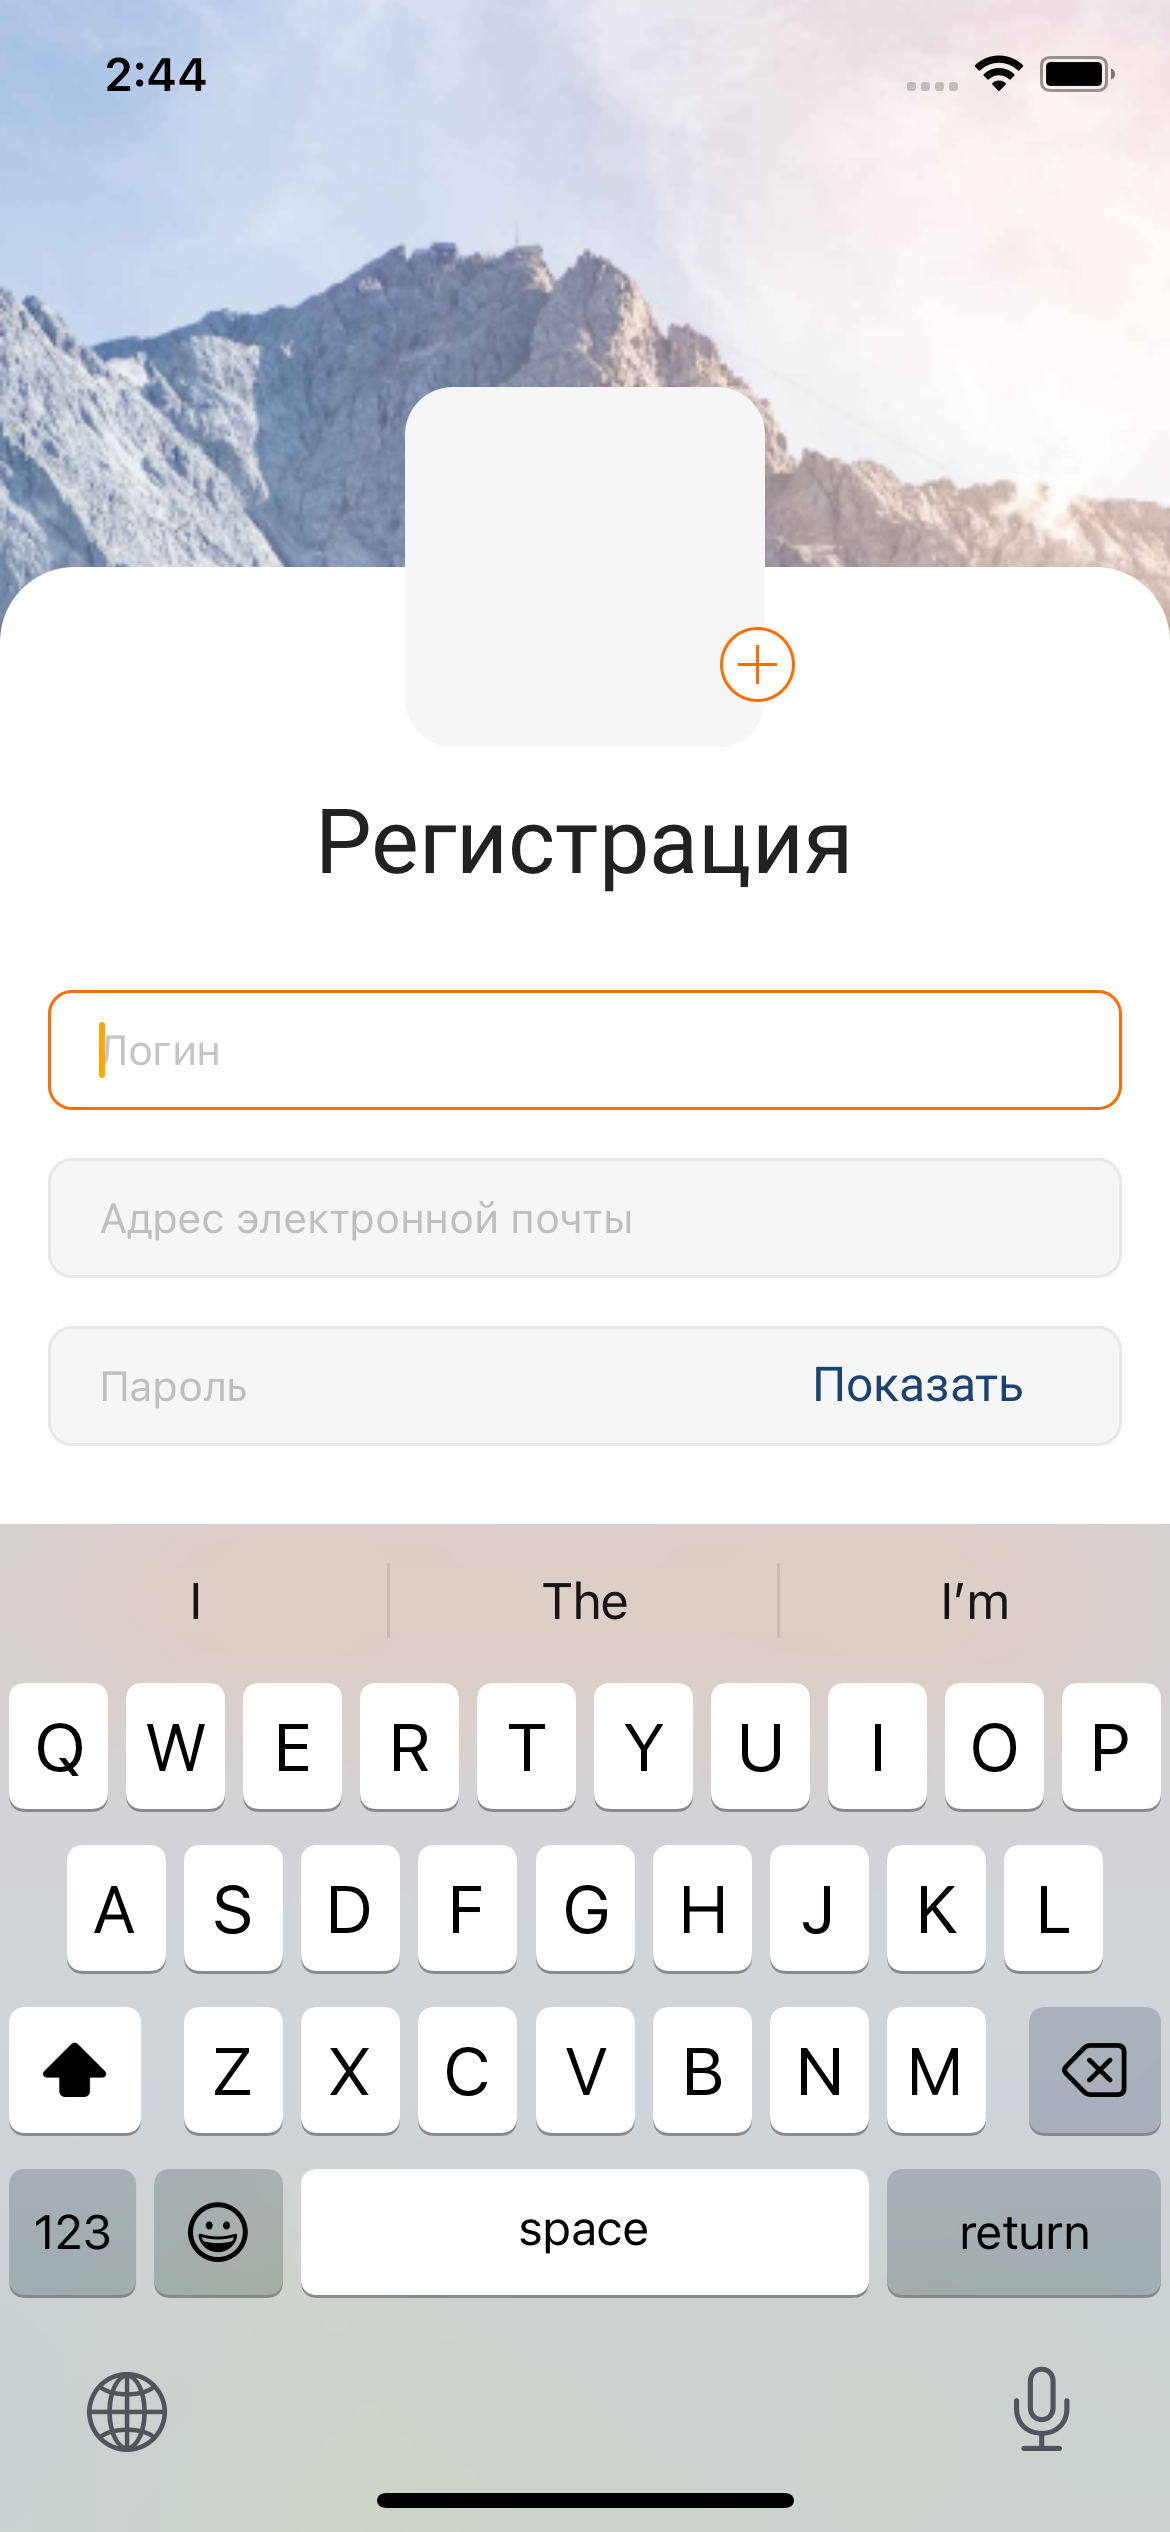 2:44
Регистрация
Логин
Адрес электронной почты
Пароль Показать
I The I’m
Q W E R T Y U I O P
A S D F G H J K L
Z X C V B N M
123 space return